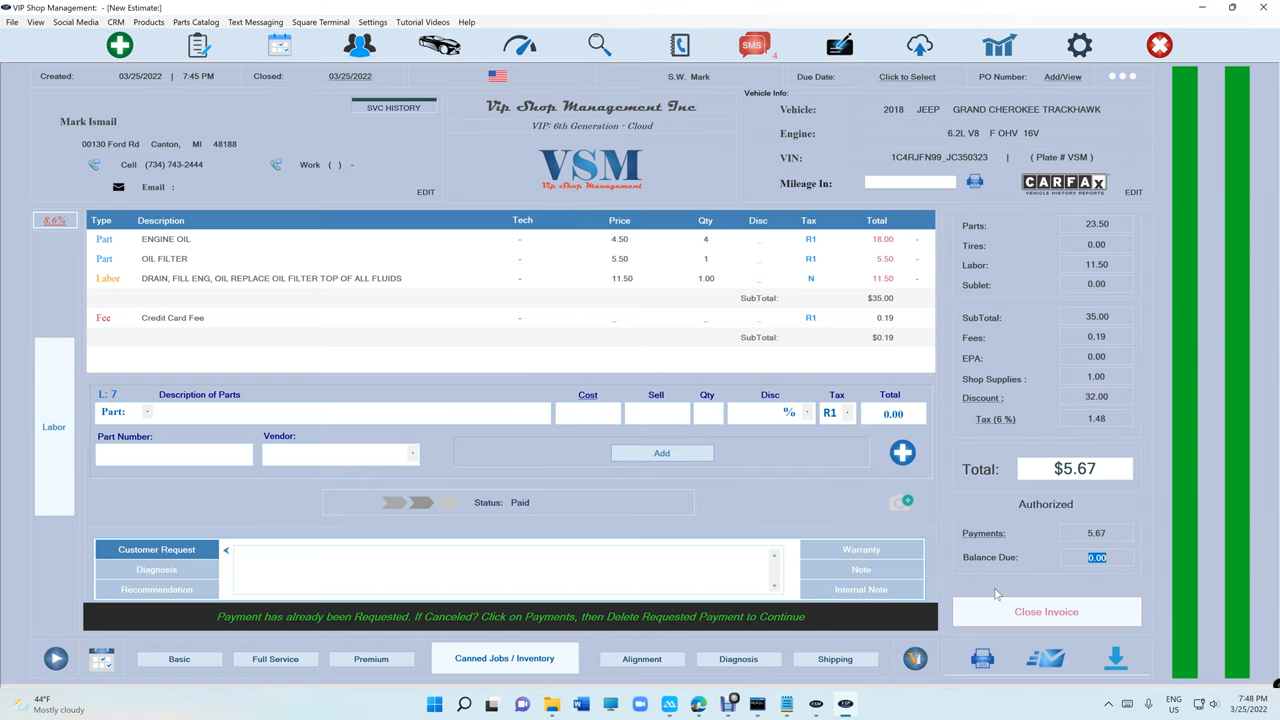 VIP Shop Management: - [New Estimate:]
File View Social Media CRM Products Parts Catalog Text Messaging Square Terminal Settings Tutorial Videos Help
SMS 4
Created: 03/25/2022 | 7:45 PM Closed: 03/25/2022 S.W. Mark Due Date: Click to Select PO Number: Add/View
SVC HISTORY
Mark Ismail
00130 Ford Rd Canton, MI 48188
Cell (734) 743-2444 Work ( ) -
Email :
EDIT
Vip Shop Management Inc
VIP: 6th Generation - Cloud
VSM
Vip Shop Management
Vehicle Info:
Vehicle: 2018 JEEP GRAND CHEROKEE TRACKHAWK
Engine: 6.2L V8 F OHV 16V
VIN: 1C4RJFN99_JC350323 | ( Plate # VSM )
Mileage In:
CARFAX
VEHICLE HISTORY REPORTS
EDIT
8.6%
Type Description Tech Price Qty Disc Tax Total
Part ENGINE OIL - 4.50 4 _ R1 18.00 -
Part OIL FILTER - 5.50 1 _ R1 5.50 -
Labor DRAIN, FILL ENG, OIL REPLACE OIL FILTER TOP OF ALL FLUIDS - 11.50 1.00 _ N 11.50 -
SubTotal: $35.00
Fee Credit Card Fee - _ _ _ R1 0.19 -
SubTotal: $0.19
Labor
L: 7 Description of Parts Cost Sell Qty Disc Tax Total
Part: % R1 0.00
Part Number: Vendor:
Add
Status: Paid
Customer Request
Diagnosis
Recommendation
Warranty
Note
Internal Note
Payment has already been Requested. If Canceled? Click on Payments, then Delete Requested Payment to Continue
Parts: 23.50
Tires: 0.00
Labor: 11.50
Sublet: 0.00
SubTotal: 35.00
Fees: 0.19
EPA: 0.00
Shop Supplies : 1.00
Discount : 32.00
Tax (6 %) 1.48
Total: $5.67
Authorized
Payments: 5.67
Balance Due: 0.00
Close Invoice
Basic Full Service Premium Canned Jobs / Inventory Alignment Diagnosis Shipping
44°F
Mostly cloudy
ENG
US
7:48 PM
3/25/2022